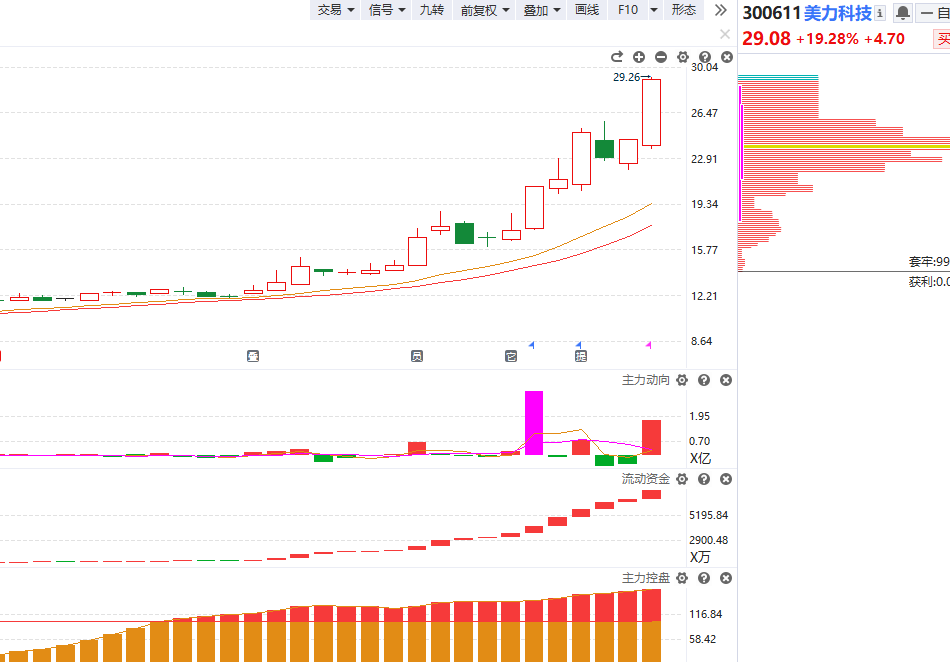 交易 信号 九转 前复权 叠加 画线 F10 形态
300611 美力科技 i 自
29.08 +19.28% +4.70 买
30.04
29.26
26.47
22.91
19.34
15.77
12.21
8.64
套牢:99
获利:0.0
主力动向
1.95
0.70
X亿
流动资金
5195.84
2900.48
X万
主力控盘
116.84
58.42